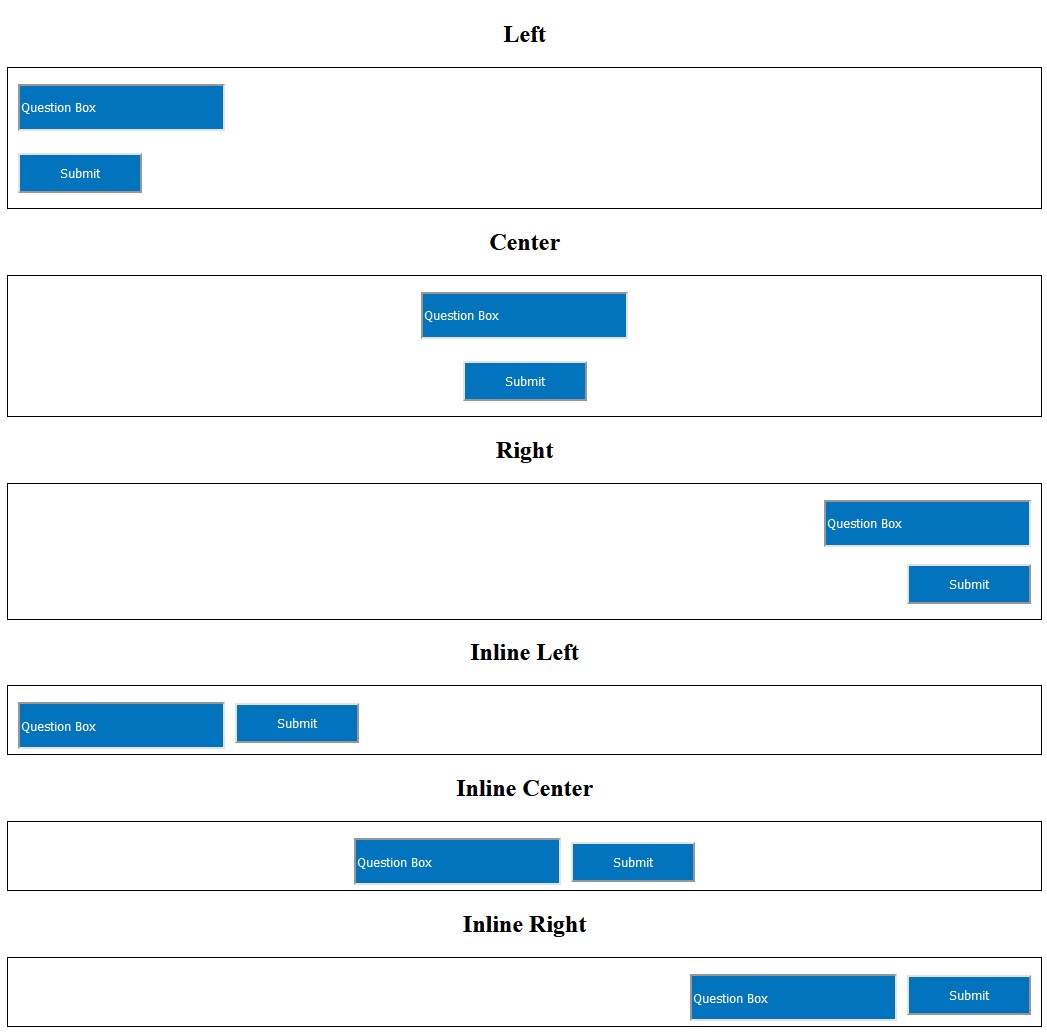 Left
Question Box
Submit
Center
Question Box
Submit
Right
Question Box
Submit
Inline Left
Question Box Submit
Inline Center
Question Box Submit
Inline Right
Question Box Submit